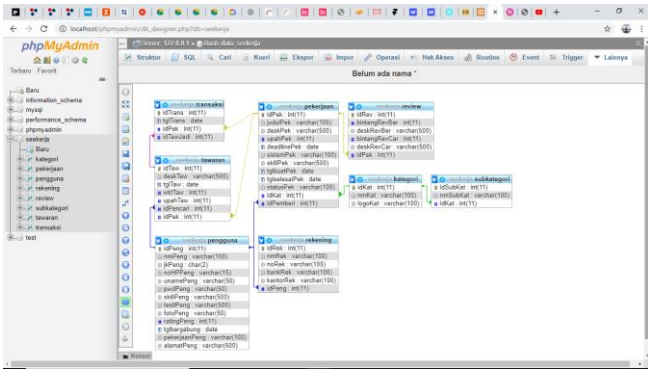 localhost/phpmyadmin/db_designer.php?db=seekerja
phpMyAdmin
Terbaru Favorit
Baru
information_schema
mysql
performance_schema
phpmyadmin
seekerja
Baru
kategori
pekerjaan
pengguna
rekening
review
subkategori
tawaran
transaksi
test
Server: 127.0.0.1 » Basis data: seekerja
Struktur SQL Cari Kueri Ekspor Impor Operasi Hak Akses Routine Event Trigger Lainnya
Belum ada nama *
seekerja transaksi
idTrans : int(11)
tglTrans : date
idPek : int(11)
idTawJadi : int(11)
seekerja tawaran
idTaw : int(11)
deskTaw : varchar(500)
tglTaw : date
wktTaw : int(11)
upahTaw : int(11)
idPencari : int(11)
idPek : int(11)
seekerja pengguna
idPeng : int(11)
nmPeng : varchar(100)
jkPeng : char(2)
noHPPeng : varchar(15)
unamePeng : varchar(50)
pwdPeng : varchar(50)
skillPeng : varchar(500)
testlPeng : varchar(500)
fotoPeng : varchar(50)
ratingPeng : int(11)
tglbergabung : date
pekerjaanPeng : varchar(100)
alamatPeng : varchar(500)
seekerja pekerjaan
idPek : int(11)
judulPek : varchar(100)
deskPek : varchar(500)
upahPek : int(11)
deadlinePek : date
sistemPek : varchar(100)
skillPek : varchar(500)
tglbuatPek : date
tglselesaiPek : date
statusPek : varchar(100)
idKat : int(11)
idPemberi : int(11)
seekerja rekening
idRek : int(11)
nmRek : varchar(100)
noRek : varchar(100)
bankRek : varchar(100)
kantorRek : varchar(100)
idPeng : int(11)
seekerja review
idRev : int(11)
bintangRevBer : int(11)
deskRevBer : varchar(500)
bintangRevCar : int(11)
deskRevCar : varchar(500)
idPek : int(11)
seekerja kategori
idKat : int(11)
nmKat : varchar(100)
logoKat : varchar(100)
seekerja subkategori
idSubKat : int(11)
nmSubKat : varchar(100)
idKat : int(11)
Konsol